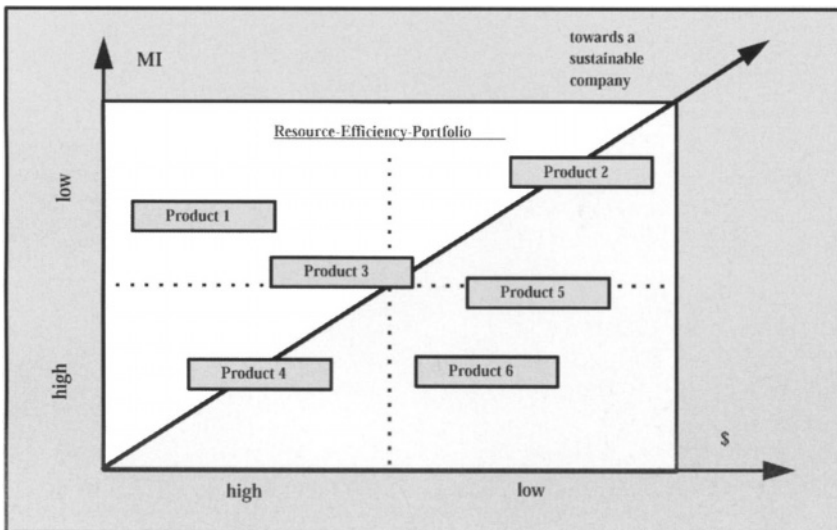 towards a
sustainable
company
MI
Resource-Efficiency-Portfolio
Product 2
low
Product 1
Product 3
Product 5
Product 4
Product 6
high
$
high
low